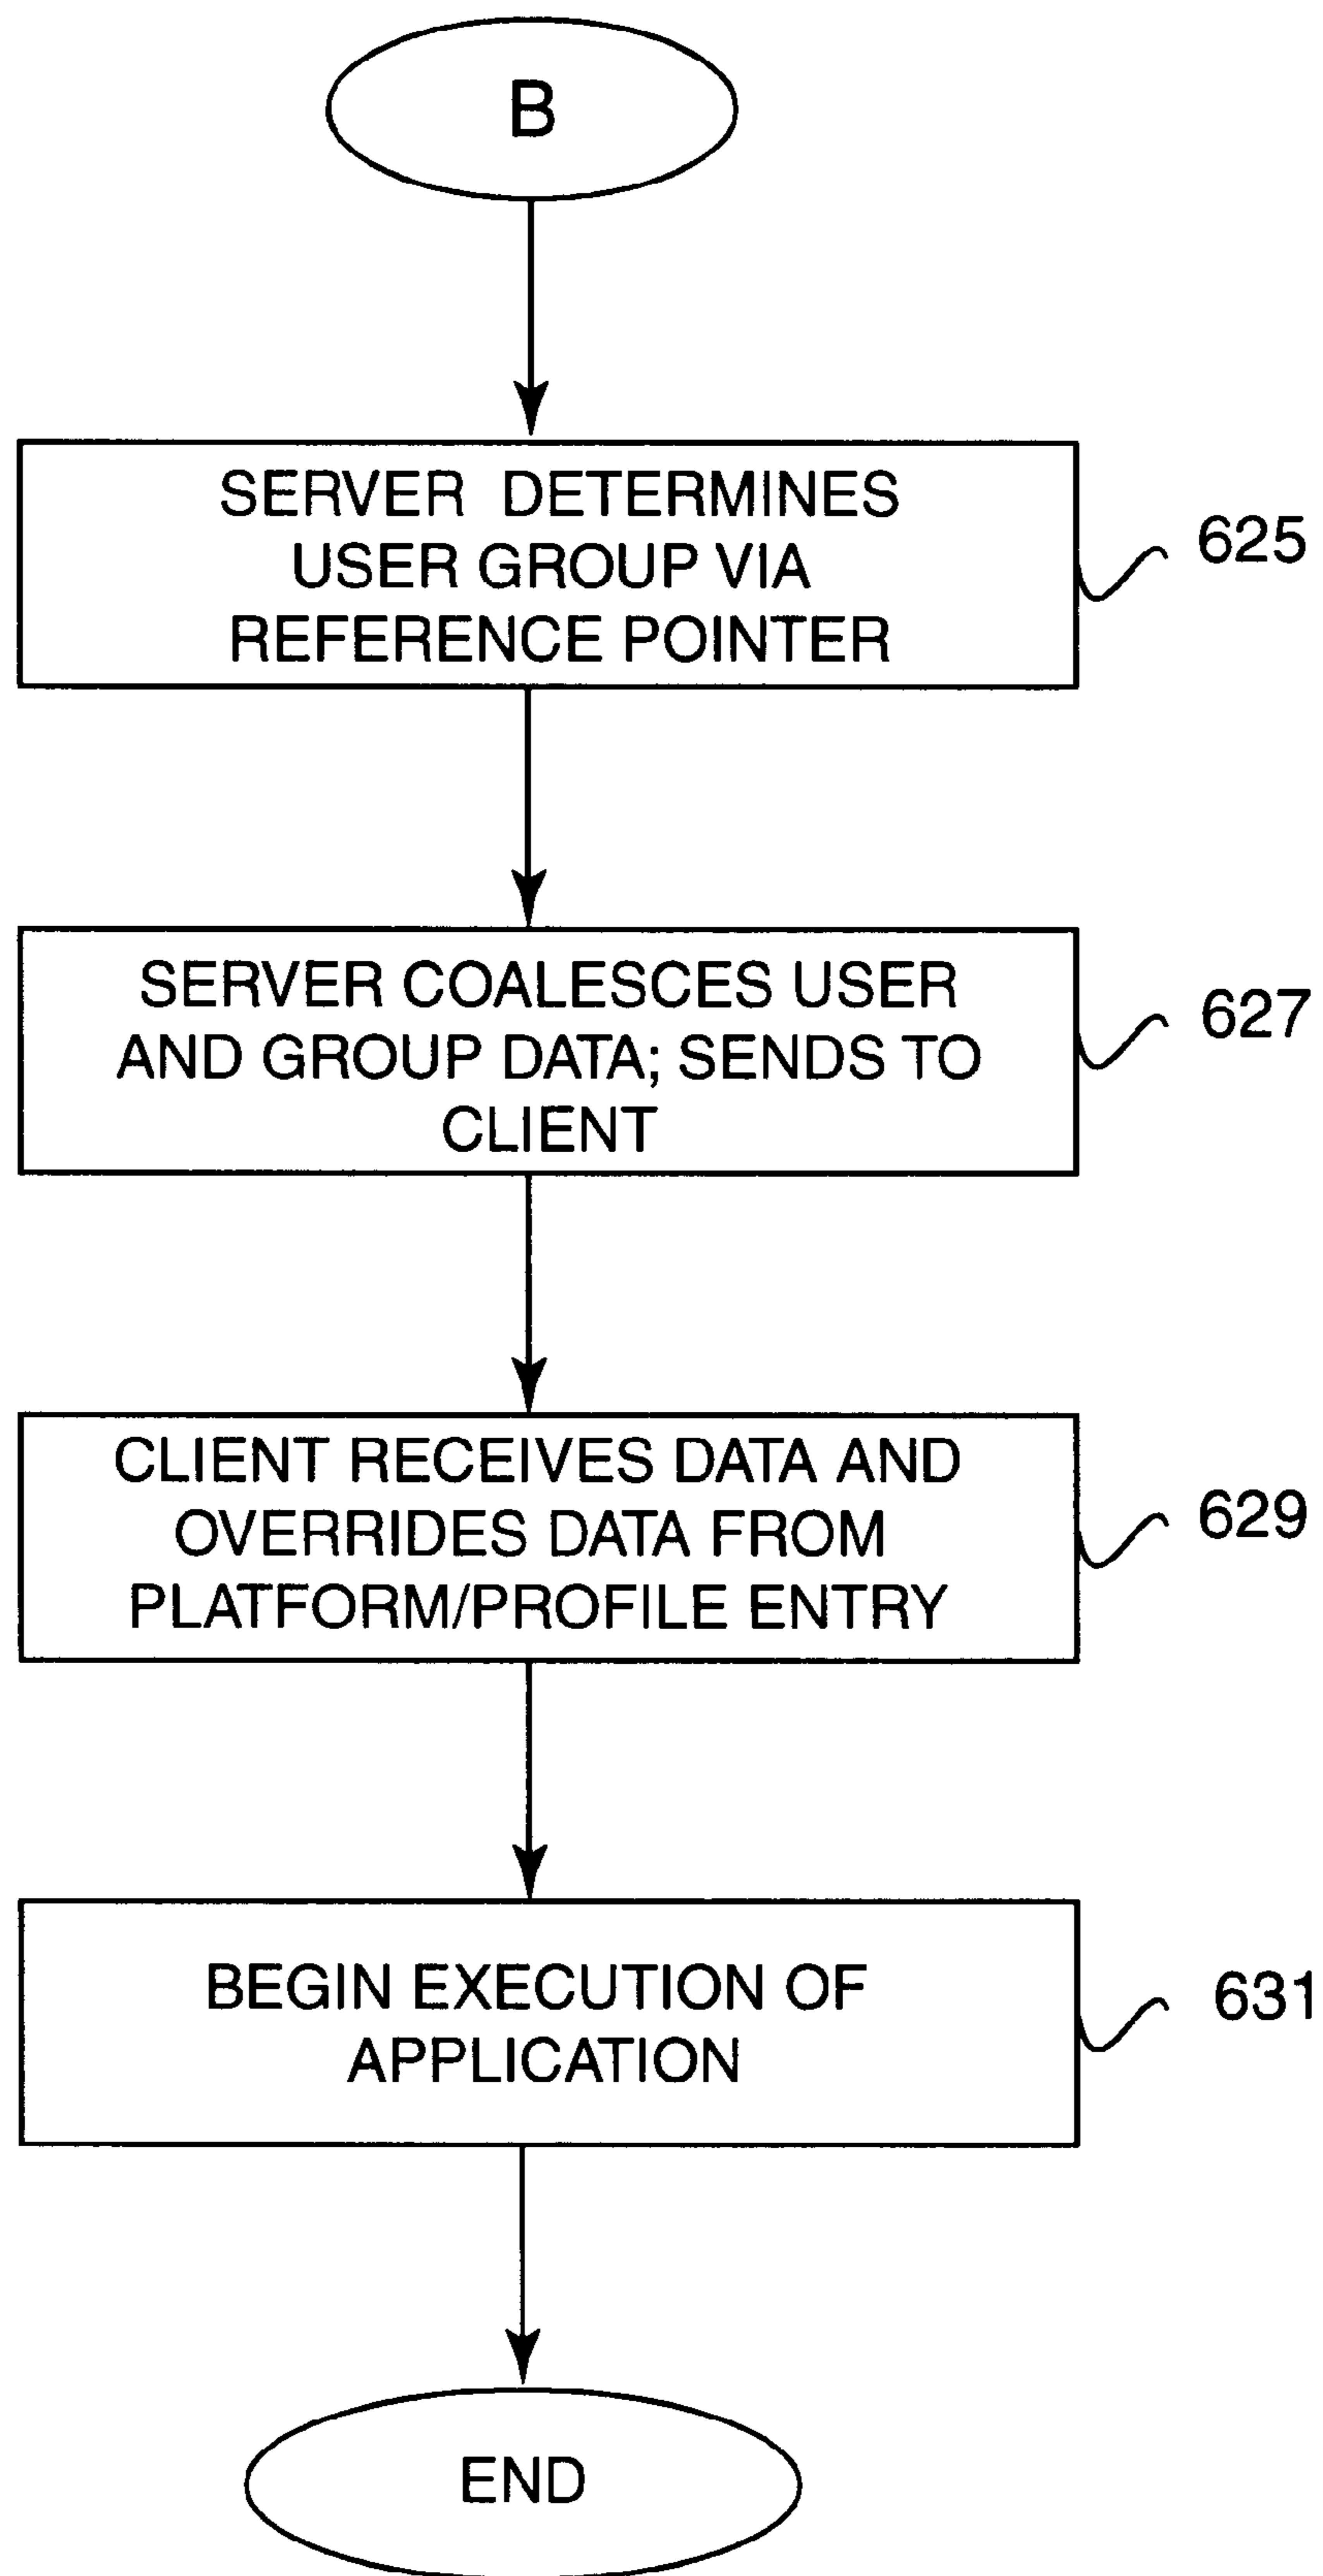 B
SERVER DETERMINES
USER GROUP VIA
REFERENCE POINTER
625
SERVER COALESCES USER
AND GROUP DATA; SENDS TO
CLIENT
627
CLIENT RECEIVES DATA AND
OVERRIDES DATA FROM
PLATFORM/PROFILE ENTRY
629
BEGIN EXECUTION OF
APPLICATION
631
END